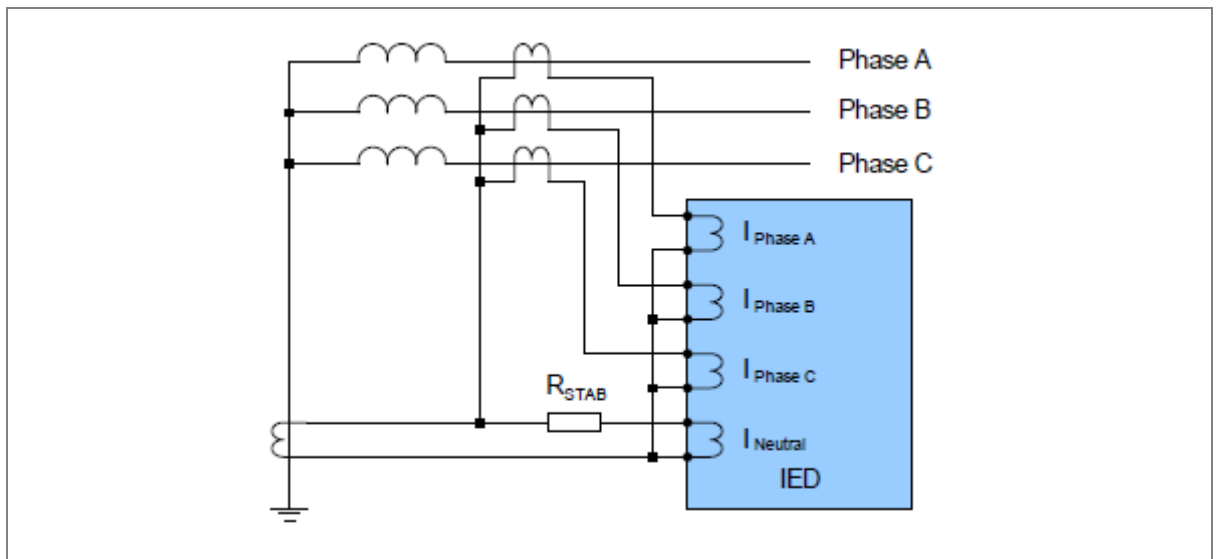 Phase A
Phase B
Phase C
I Phase A
I Phase B
I Phase C
R STAB
I Neutral
IED